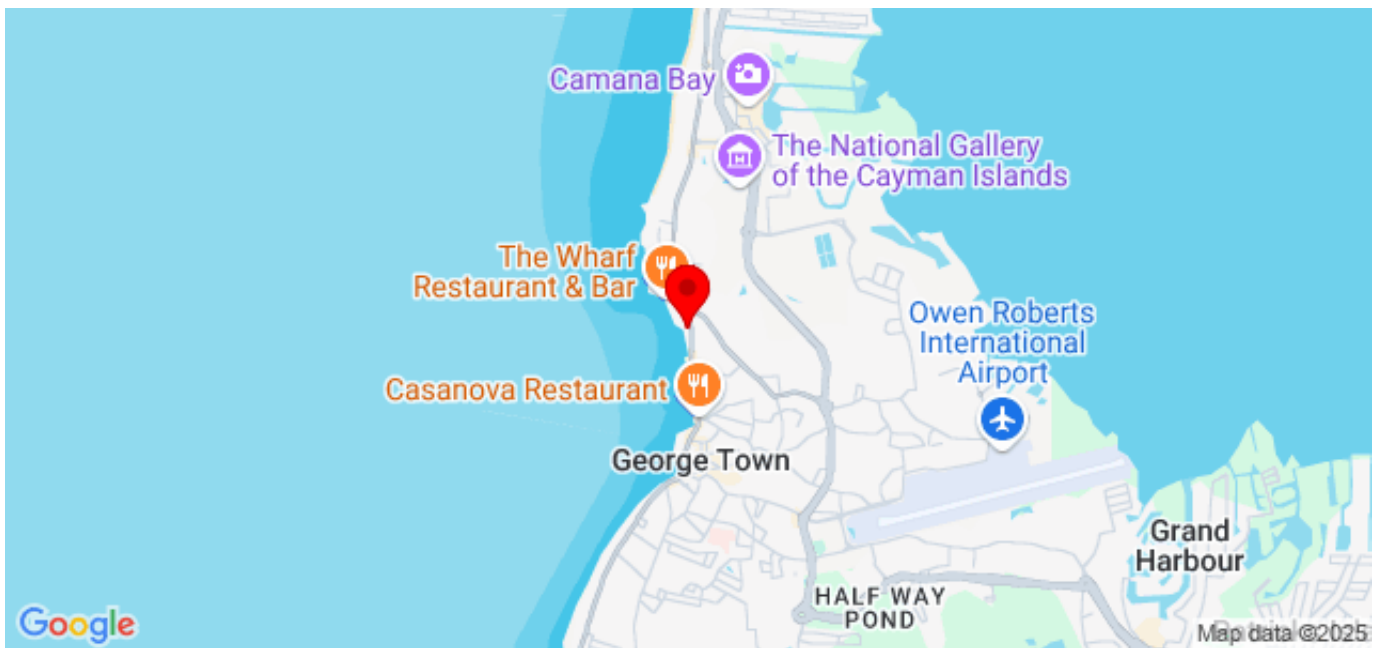 Camana Bay
The National Gallery
of the Cayman Islands
The Wharf
Restaurant & Bar
Owen Roberts
International
Airport
Casanova Restaurant
George Town
Grand
Harbour
HALF WAY
POND
Google
Map data ©2025